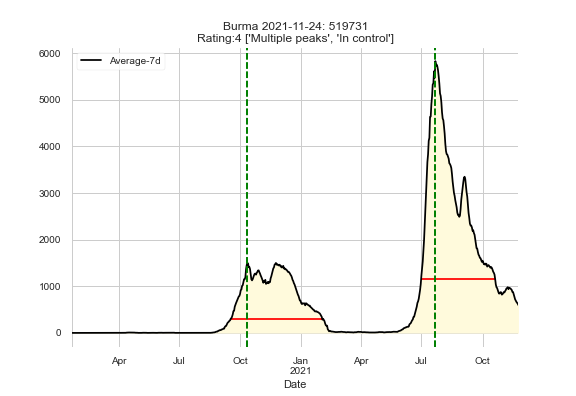 Burma 2021-11-24: 519731
Rating:4 ['Multiple peaks', 'In control']
Average-7d
6000
5000
4000
3000
2000
1000
0
Apr Jul Oct Jan Apr Jul Oct
2021
Date